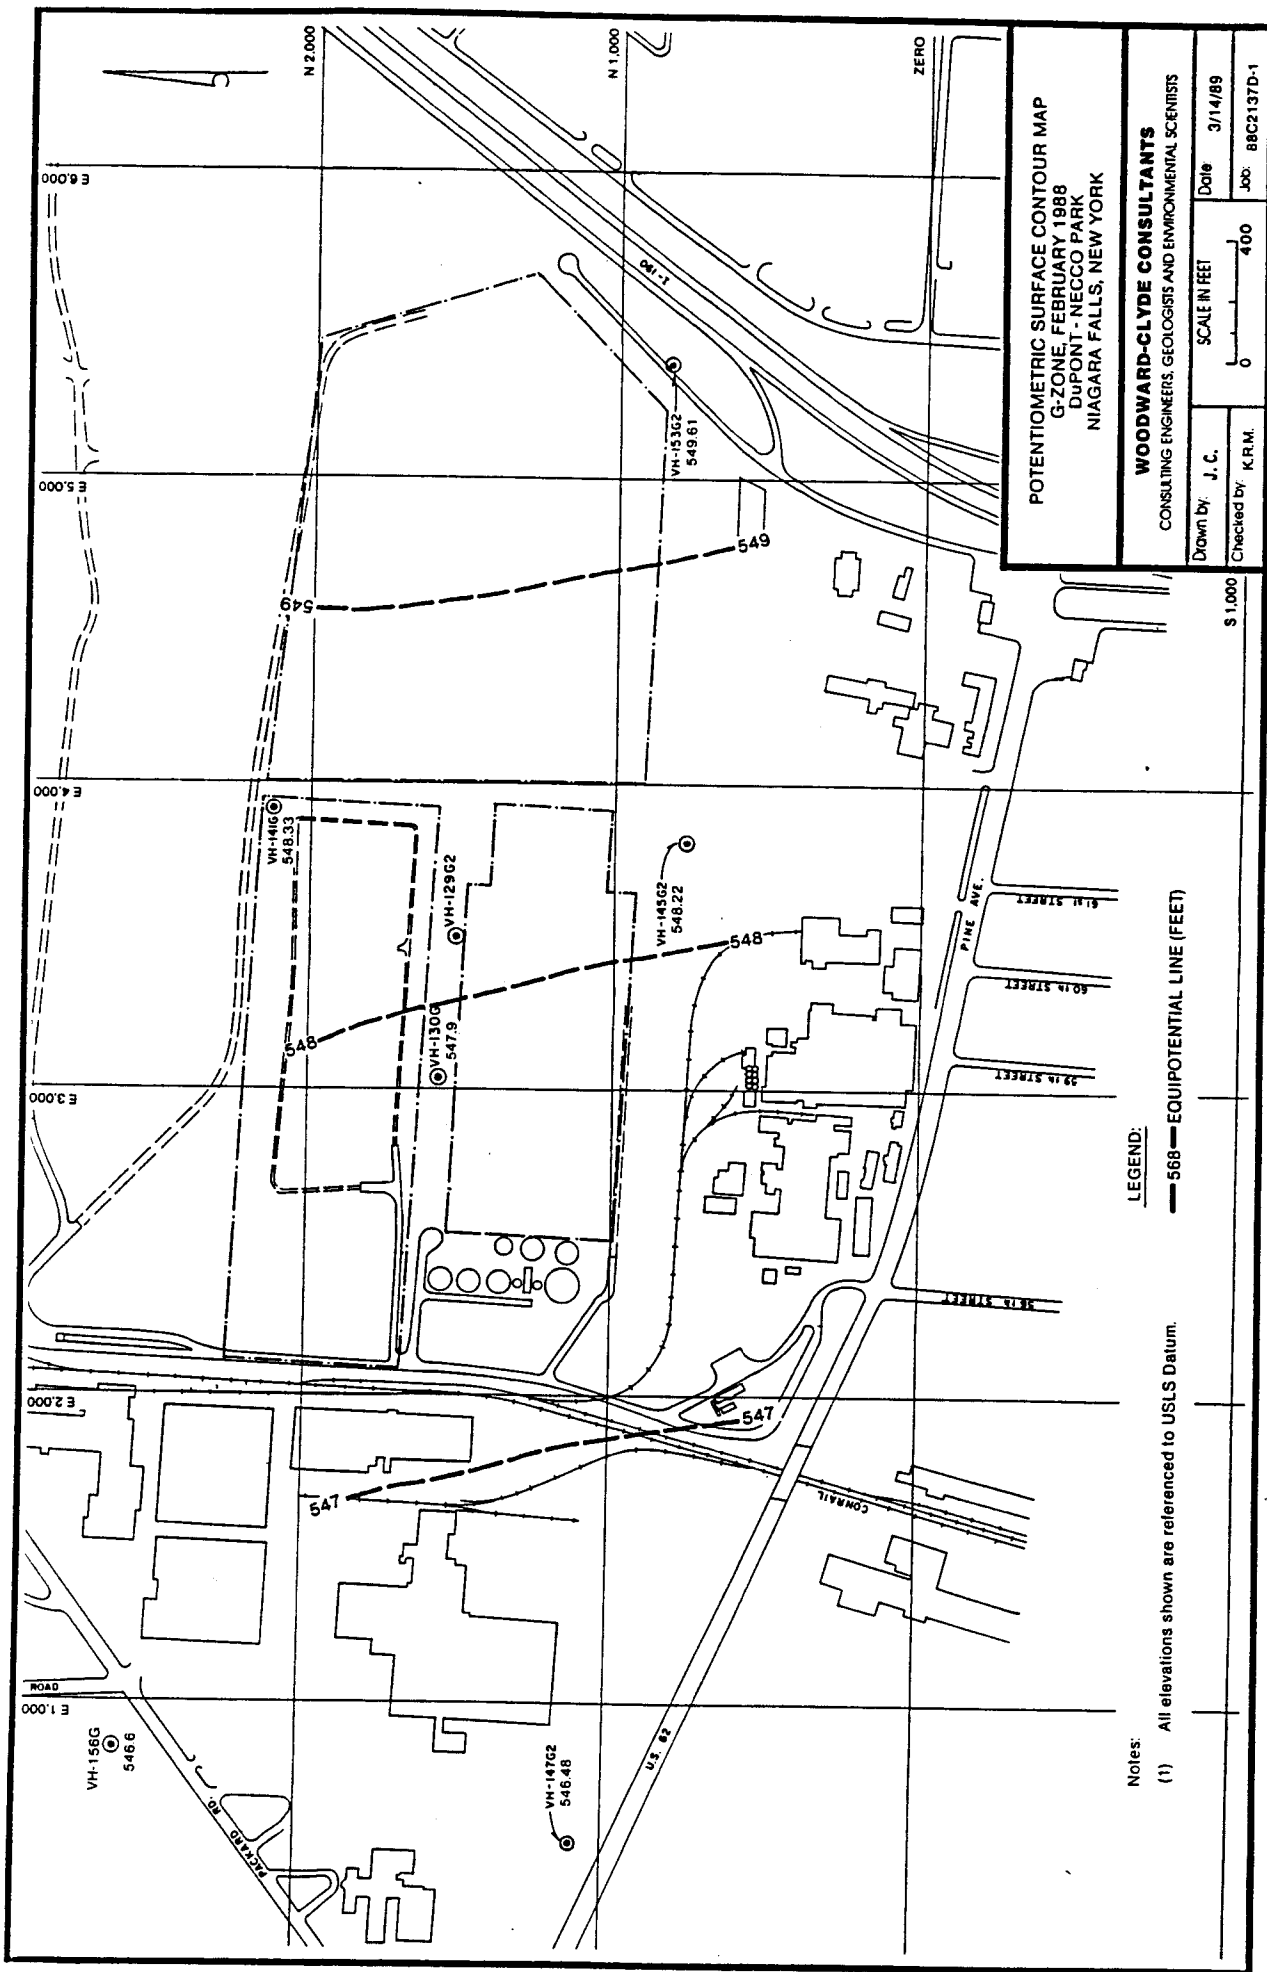 N 2,000
N 1,000
ZERO
S 1,000
E 6,000
E 5,000
E 4,000
E 3,000
E 2,000
E 1,000
I-190
VH-153G2
549.61
549
549
VH-141G
548.33
VH-129G2
VH-130G
547.9
VH-145G2
548.22
548
548
547
547
VH-156G
546.6
VH-147G2
546.48
ROAD
PACKARD RD.
U.S. 62
CONRAIL
PINE AVE.
61st STREET
60 th STREET
59 th STREET
56 th STREET
LEGEND:
568 EQUIPOTENTIAL LINE (FEET)
Notes:
(1) All elevations shown are referenced to USLS Datum.
POTENTIOMETRIC SURFACE CONTOUR MAP
G-ZONE, FEBRUARY 1988
DuPONT - NECCO PARK
NIAGARA FALLS, NEW YORK
WOODWARD-CLYDE CONSULTANTS
CONSULTING ENGINEERS, GEOLOGISTS AND ENVIRONMENTAL SCIENTISTS
Drawn by: J. C.
Checked by: K.R.M.
SCALE IN FEET
0 400
Date: 3/14/89
Job: 88C2137D-1